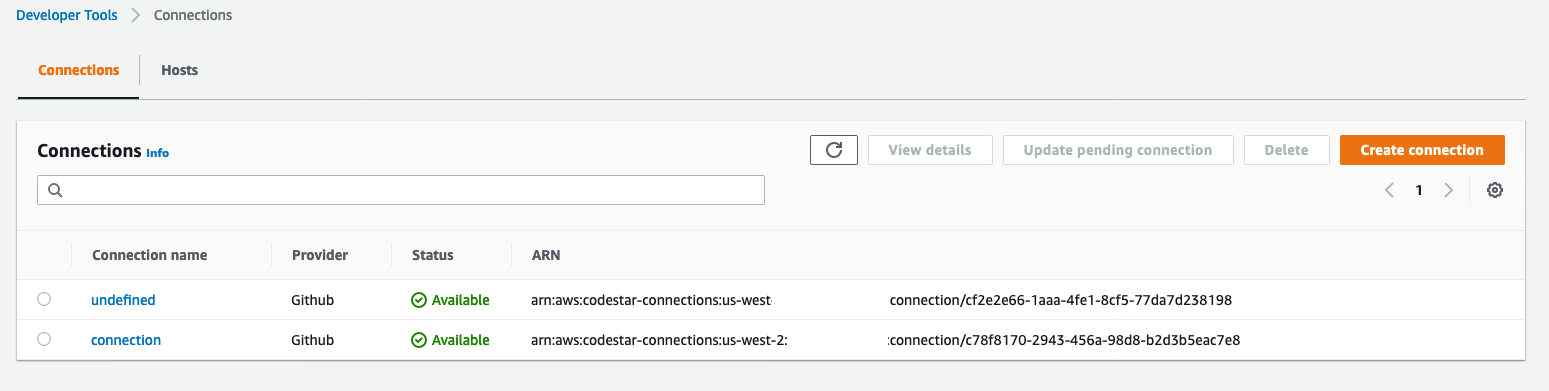 Developer Tools > Connections
Connections Hosts
Connections Info View details Update pending connection Delete Create connection
1
Connection name Provider Status ARN
undefined Github Available arn:aws:codestar-connections:us-west- connection/cf2e2e66-1aaa-4fe1-8cf5-77da7d238198
connection Github Available arn:aws:codestar-connections:us-west-2: :connection/c78f8170-2943-456a-98d8-b2d3b5eac7e8